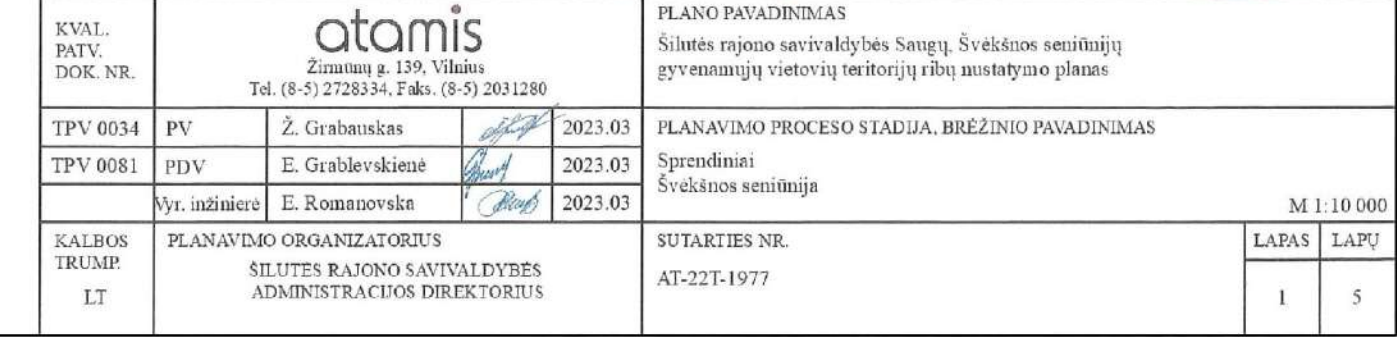 KVAL.
PATV.
DOK. NR.
atamis
Žirmūnų g. 139, Vilnius
Tel. (8-5) 2728334, Faks. (8-5) 2031280
PLANO PAVADINIMAS
Šilutės rajono savivaldybės Saugų, Švėkšnos seniūnijų
gyvenamųjų vietovių teritorijų ribų nustatymo planas
TPV 0034 PV Ž. Grabauskas 2023.03
TPV 0081 PDV E. Grablevskienė 2023.03
Vyr. inžinierė E. Romanovska 2023.03
PLANAVIMO PROCESO STADIJA, BRĖŽINIO PAVADINIMAS
Sprendiniai
Švėkšnos seniūnija
M 1:10 000
KALBOS
TRUMP.
LT
PLANAVIMO ORGANIZATORIUS
ŠILUTĖS RAJONO SAVIVALDYBĖS
ADMINISTRACIJOS DIREKTORIUS
SUTARTIES NR.
AT-22T-1977
LAPAS LAPŲ
1 5